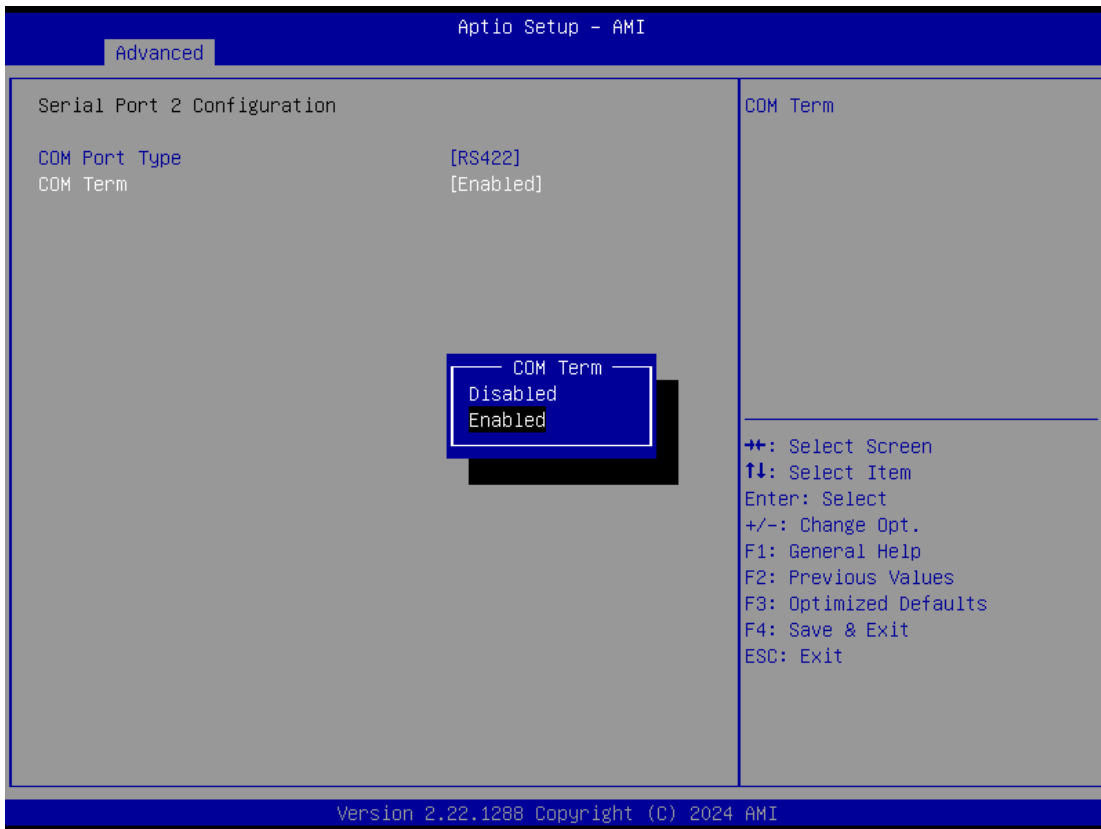 Aptio Setup – AMI
Advanced
Serial Port 2 Configuration
COM Port Type [RS422]
COM Term [Enabled]
COM Term
Disabled
Enabled
COM Term
→←: Select Screen
↑↓: Select Item
Enter: Select
+/-: Change Opt.
F1: General Help
F2: Previous Values
F3: Optimized Defaults
F4: Save & Exit
ESC: Exit
Version 2.22.1288 Copyright (C) 2024 AMI